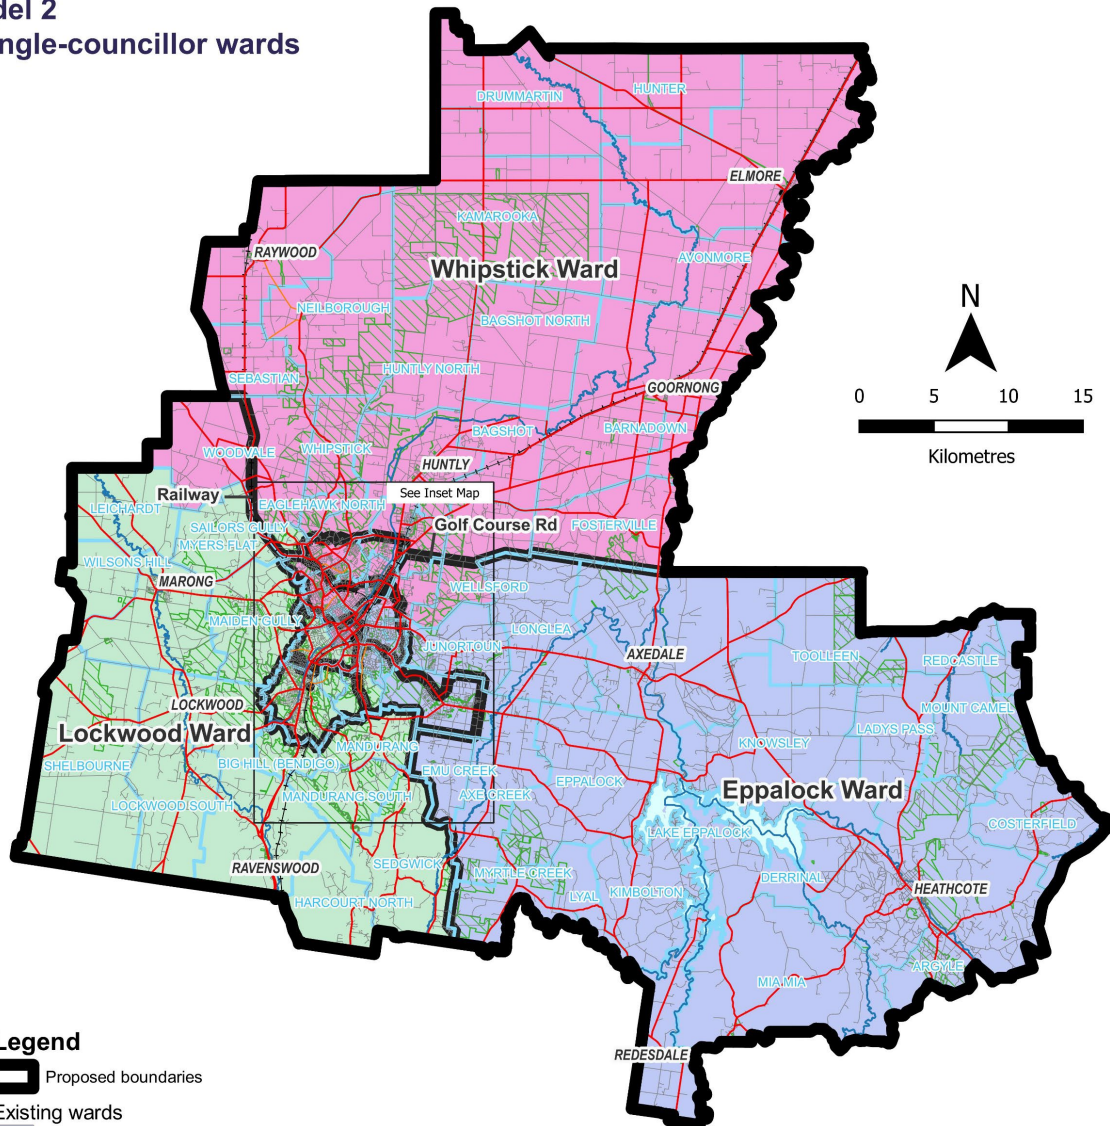 del 2
ngle-councillor wards
DRUMMARTIN
HUNTER
ELMORE
KAMAROOKA
RAYWOOD
AVONMORE
Whipstick Ward
N
NEILBOROUGH
BAGSHOT NORTH
HUNTLY NORTH
SEBASTIAN
GOORNONG
0 5 10 15
Kilometres
BAGSHOT
BARNADOWN
WOODVALE
WHIPSTICK
HUNTLY
See Inset Map
Railway
EAGLEHAWK NORTH
LEICHARDT
Golf Course Rd
FOSTERVILLE
SAILORS GULLY
MYERS FLAT
WILSONS HILL
MARONG
WELLSFORD
MAIDEN GULLY
LONGLEA
JUNORTOUN
AXEDALE
TOOLLEEN
REDCASTLE
LOCKWOOD
MOUNT CAMEL
Lockwood Ward
LADYS PASS
KNOWSLEY
MANDURANG
SHELBOURNE
BIG HILL (BENDIGO)
EMU CREEK
EPPALOCK
Eppalock Ward
MANDURANG SOUTH
AXE CREEK
LOCKWOOD SOUTH
LAKE EPPALOCK
COSTERFIELD
RAVENSWOOD
SEDGWICK
MYRTLE CREEK
DERRINAL
HEATHCOTE
LYAL
KIMBOLTON
HARCOURT NORTH
ARGYLE
MIA MIA
Legend
REDESDALE
Proposed boundaries
Existing wards